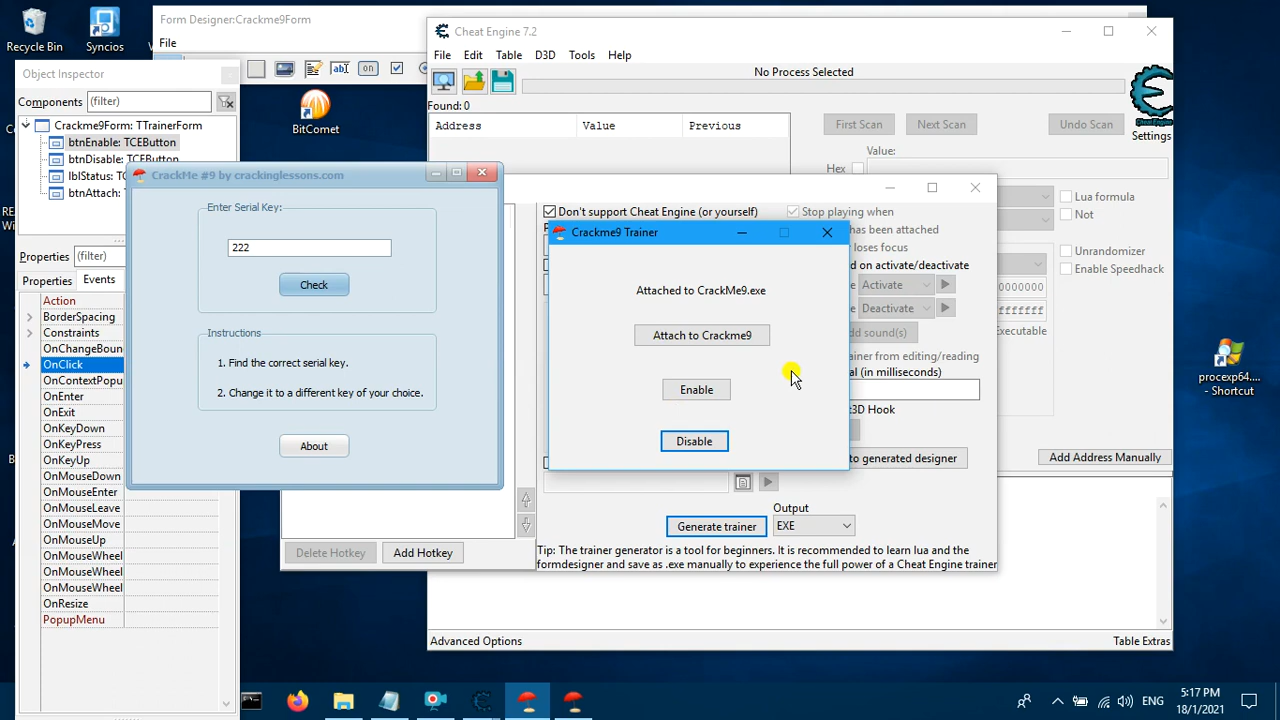 Recycle Bin
Syncios
Form Designer:Crackme9Form
File
Object Inspector
Components
(filter)
Crackme9Form: TTrainerForm
btnEnable: TCEButton
btnDisable: TCEButton
lblStatus: T
btnAttach:
Properties
(filter)
Properties
Events
Action
BorderSpacing
Constraints
OnChangeBoun
OnClick
OnContextPopu
OnEnter
OnExit
OnKeyDown
OnKeyPress
OnKeyUp
OnMouseDown
OnMouseEnter
OnMouseLeave
OnMouseMove
OnMouseUp
OnMouseWheel
OnMouseWheel
OnMouseWheel
OnResize
PopupMenu
BitComet
Cheat Engine 7.2
File Edit Table D3D Tools Help
No Process Selected
Found: 0
Address Value Previous
First Scan
Next Scan
Undo Scan
Settings
Value:
Hex
Lua formula
Not
Unrandomizer
Enable Speedhack
Add Address Manually
Advanced Options
Table Extras
CrackMe #9 by crackinglessons.com
Enter Serial Key:
222
Check
Instructions
1. Find the correct serial key.
2. Change it to a different key of your choice.
About
Don't support Cheat Engine (or yourself)
Stop playing when
has been attached
loses focus
d on activate/deactivate
Activate
Deactivate
dd sound(s)
ainer from editing/reading
al (in milliseconds)
:3D Hook
to generated designer
Crackme9 Trainer
Attached to CrackMe9.exe
Attach to Crackme9
Enable
Disable
Delete Hotkey
Add Hotkey
Generate trainer
Output
EXE
Tip: The trainer generator is a tool for beginners. It is recommended to learn lua and the
formdesigner and save as .exe manually to experience the full power of a Cheat Engine trainer
procexp64....
- Shortcut
ENG
5:17 PM
18/1/2021